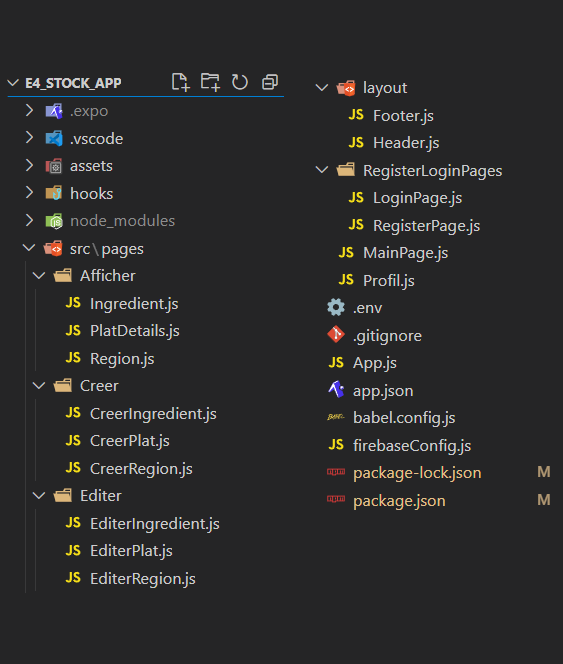 E4_STOCK_APP
.expo
.vscode
assets
hooks
node_modules
src\pages
Afficher
JS Ingredient.js
JS PlatDetails.js
JS Region.js
Creer
JS CreerIngredient.js
JS CreerPlat.js
JS CreerRegion.js
Editer
JS EditerIngredient.js
JS EditerPlat.js
JS EditerRegion.js
layout
JS Footer.js
JS Header.js
RegisterLoginPages
JS LoginPage.js
JS RegisterPage.js
JS MainPage.js
JS Profil.js
.env
.gitignore
JS App.js
app.json
babel.config.js
JS firebaseConfig.js
package-lock.json M
package.json M